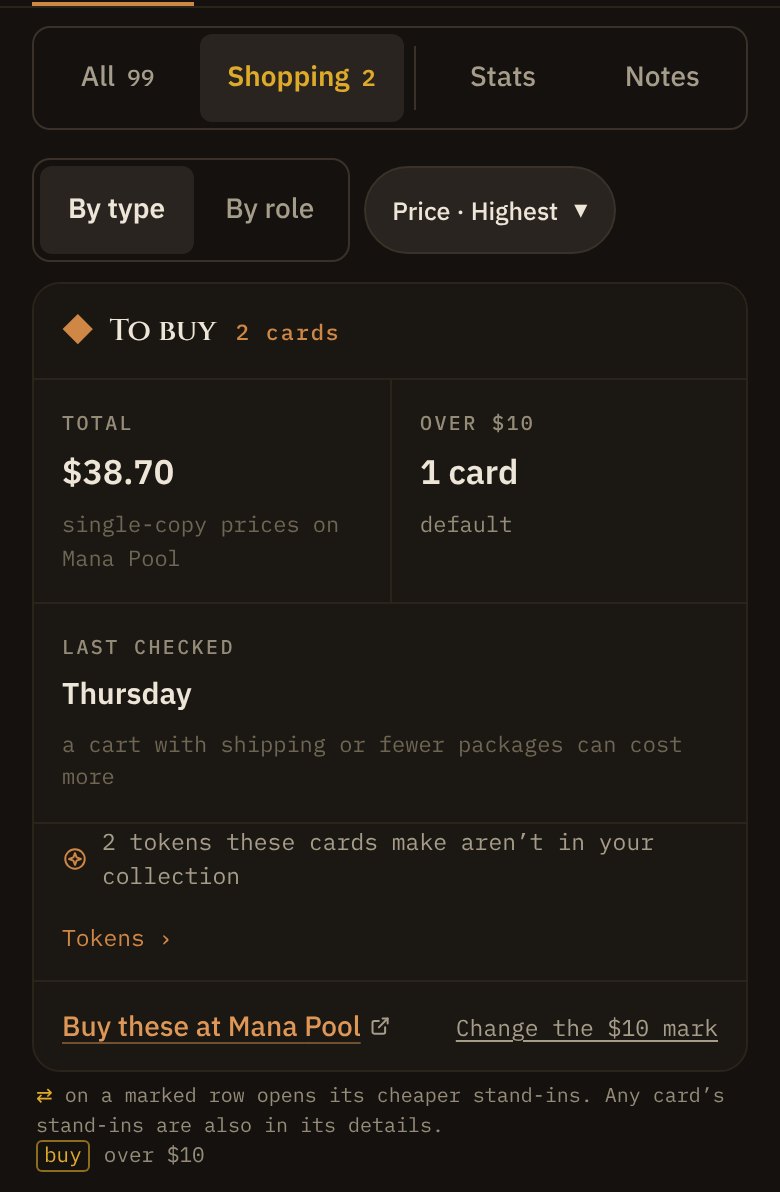 All 99 Shopping 2 Stats Notes
By type By role Price · Highest ▼
To buy 2 cards
TOTAL
$38.70
single-copy prices on
Mana Pool
OVER $10
1 card
default
LAST CHECKED
Thursday
a cart with shipping or fewer packages can cost
more
2 tokens these cards make aren’t in your
collection
Tokens ›
Buy these at Mana Pool Change the $10 mark
⇄ on a marked row opens its cheaper stand-ins. Any card’s
stand-ins are also in its details.
buy over $10